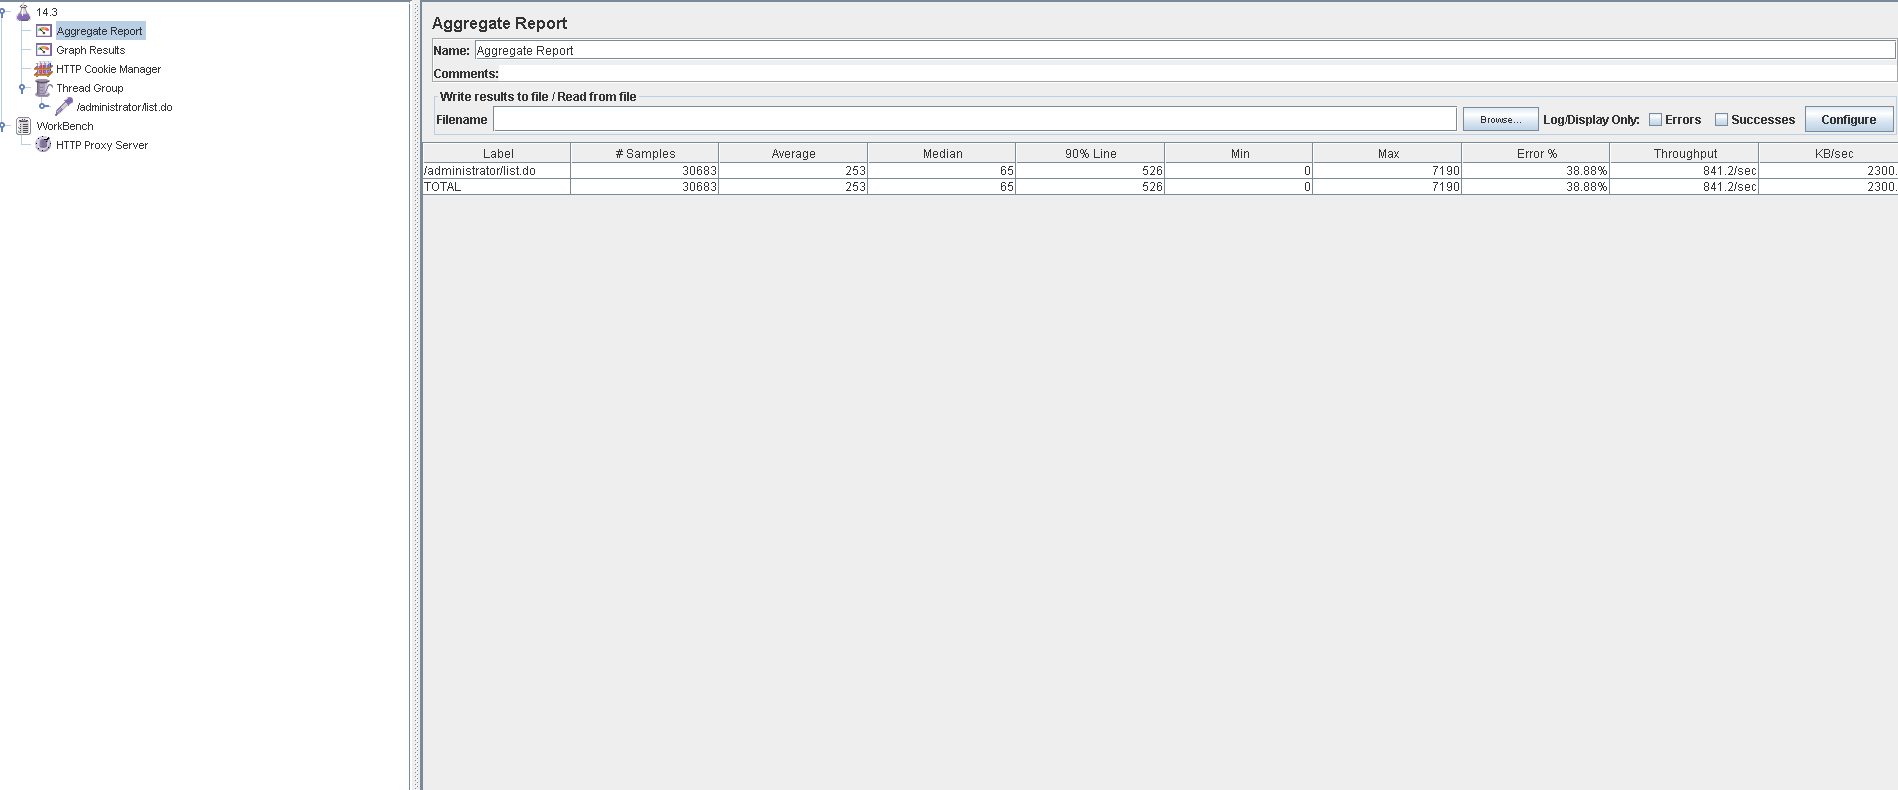 14.3
Aggregate Report
Graph Results
HTTP Cookie Manager
Thread Group
/administrator/list.do
WorkBench
HTTP Proxy Server
Aggregate Report
Name: Aggregate Report
Comments:
Write results to file / Read from file
Filename Browse... Log/Display Only: Errors Successes Configure
Label # Samples Average Median 90% Line Min Max Error % Throughput KB/sec
/administrator/list.do 30683 253 65 526 0 7190 38.88% 841.2/sec 2300.
TOTAL 30683 253 65 526 0 7190 38.88% 841.2/sec 2300.